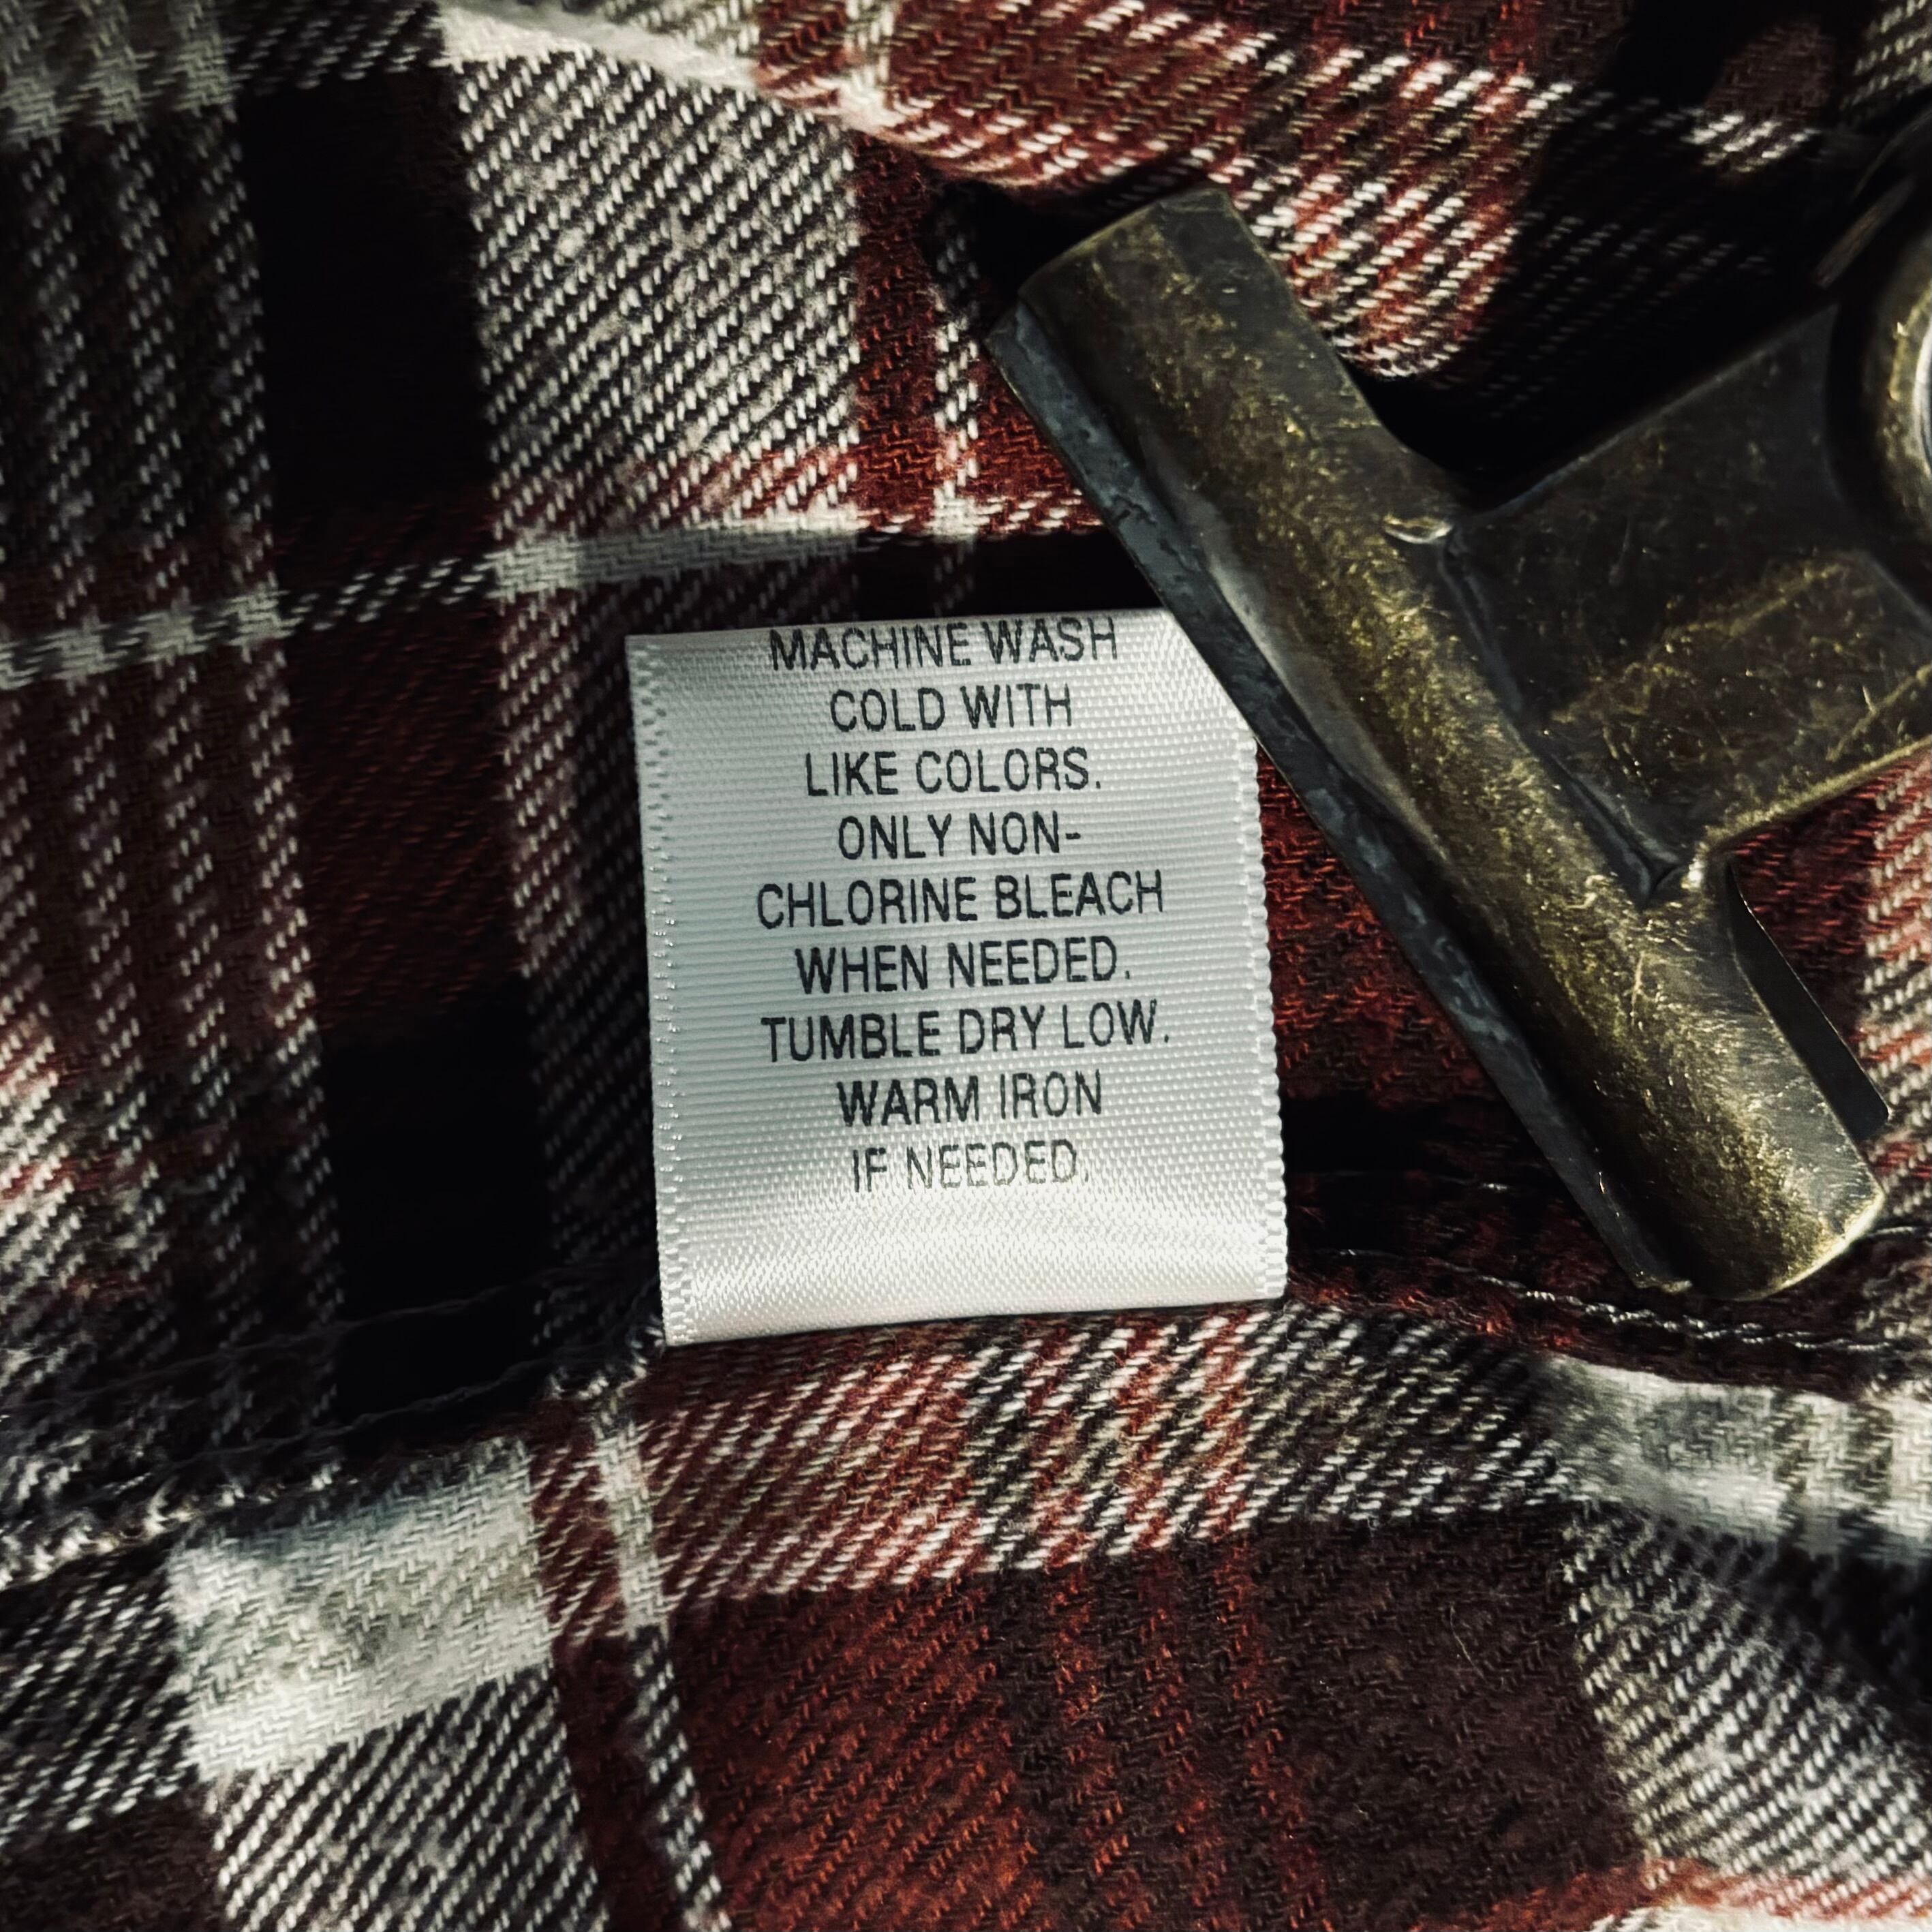 MACHINE WASH
COLD WITH
LIKE COLORS.
ONLY NON-
CHLORINE BLEACH
WHEN NEEDED.
TUMBLE DRY LOW.
WARM IRON
IF NEEDED.